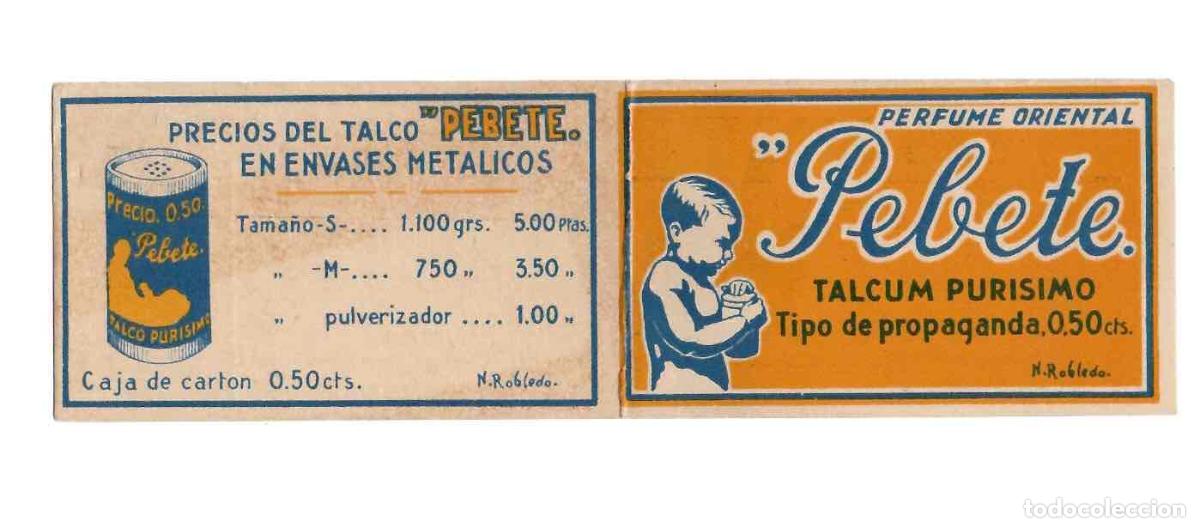 PRECIOS DEL TALCO "PEBETE.
EN ENVASES METALICOS
Precio. 0.50.
Pebete.
TALCO PURISIMO
Tamaño-S-.... 1.100 grs. 5.00 Ptas.
„ -M-.... 750 „ 3.50 „
„ pulverizador .... 1.00 „
Caja de carton 0.50 cts.
N.Robledo.
PERFUME ORIENTAL
"Pebete.
TALCUM PURISIMO
Tipo de propaganda, 0,50 cts.
N.Robledo.
todocoleccion